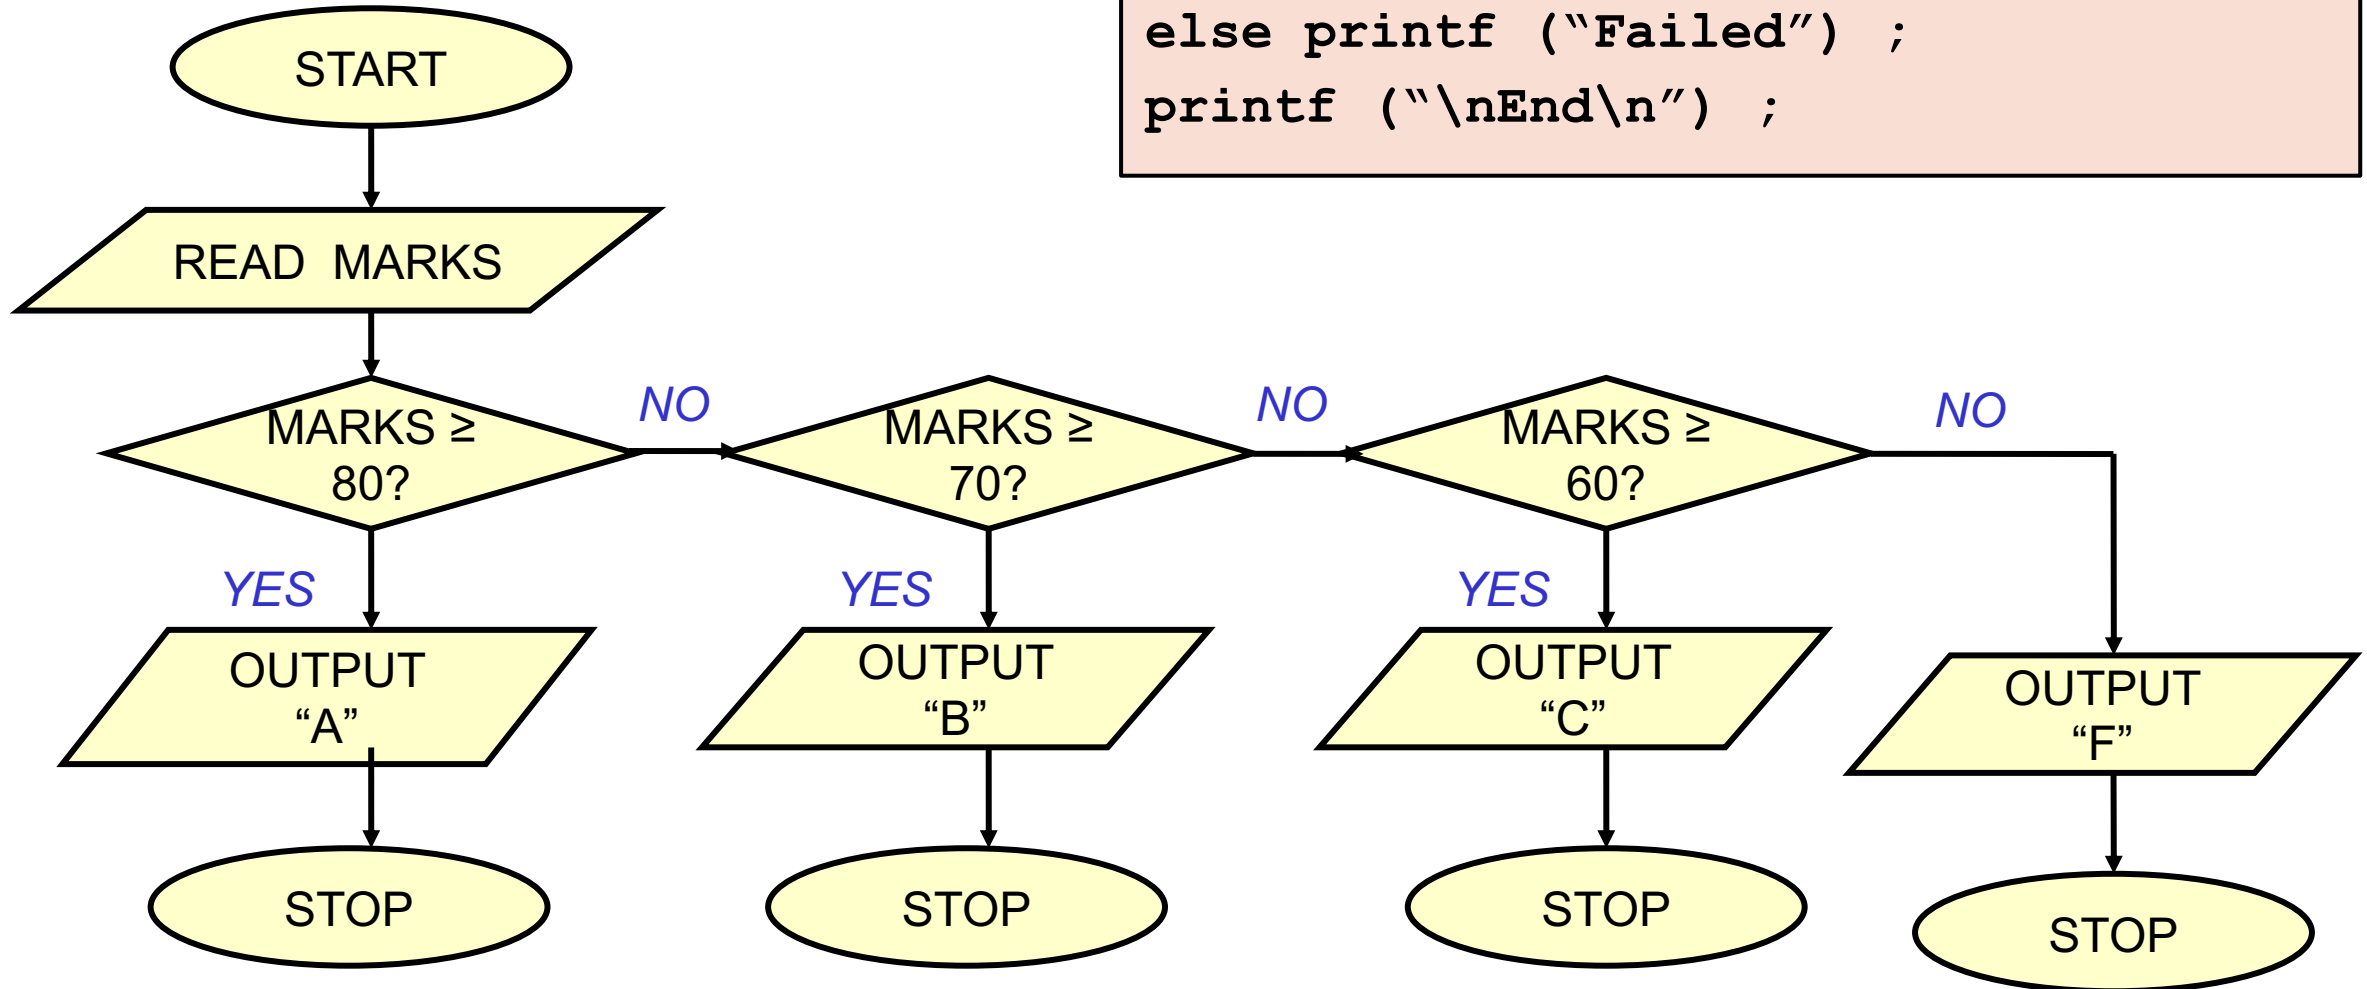 else printf (“Failed”) ;
printf (“\nEnd\n”) ;
START
READ MARKS
MARKS ≥
80?
NO
MARKS ≥
70?
NO
MARKS ≥
60?
NO
YES
YES
YES
OUTPUT
“A”
OUTPUT
“B”
OUTPUT
“C”
OUTPUT
“F”
STOP
STOP
STOP
STOP